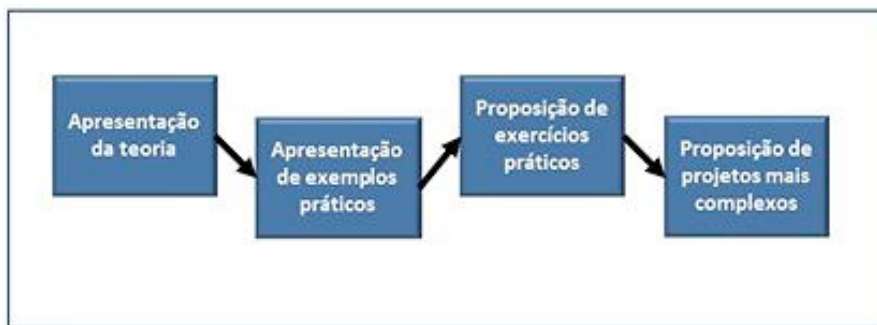 Apresentação
da teoria
Apresentação
de exemplos
práticos
Proposição de
exercícios
práticos
Proposição de
projetos mais
complexos